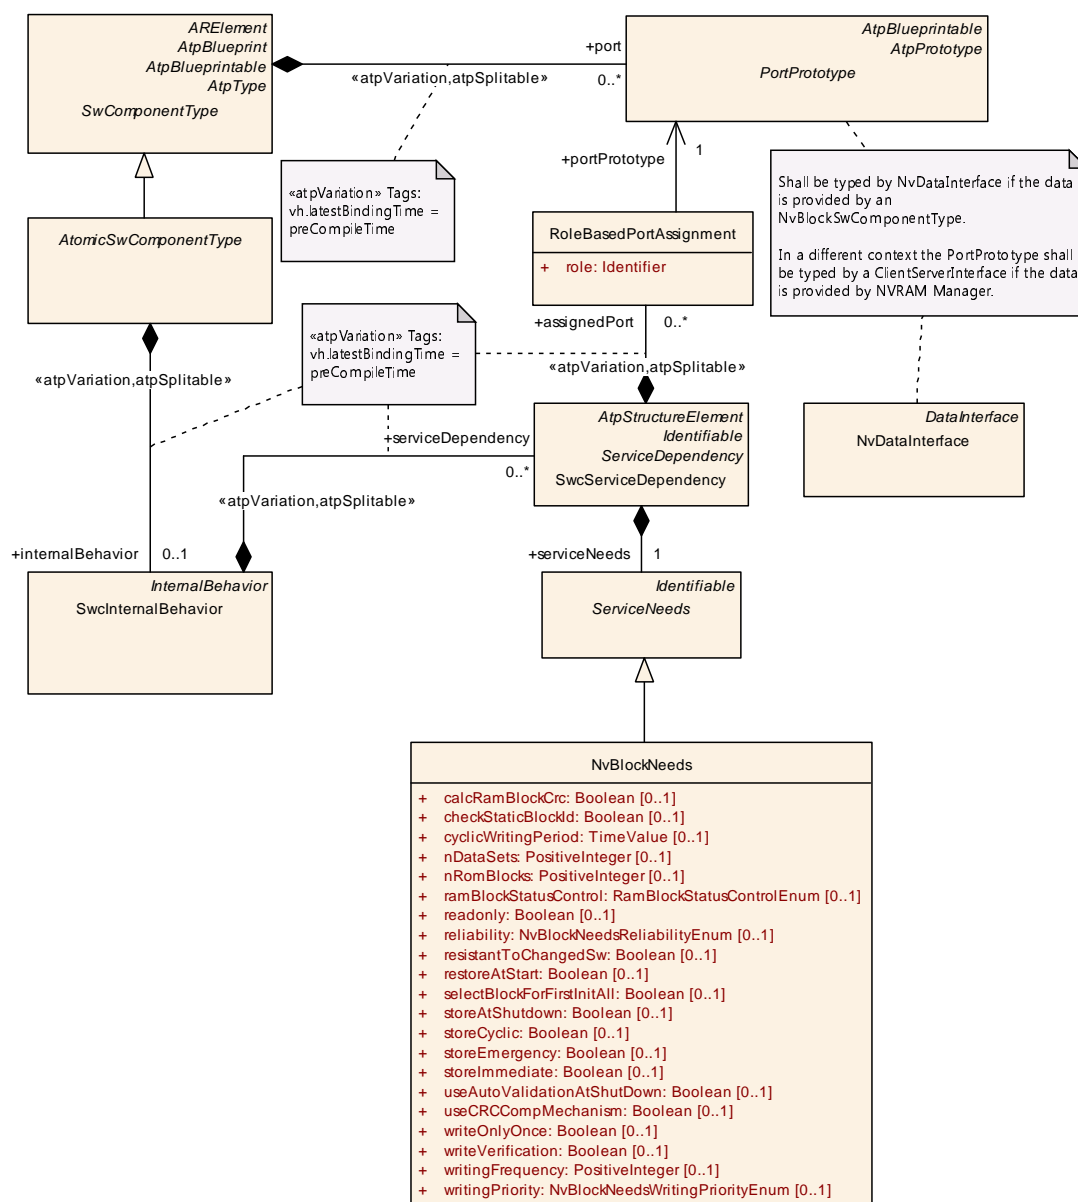 ARElement
AtpBlueprint
AtpBlueprintable
AtpType
SwComponentType
+port
«atpVariation,atpSplitable»
0..*
AtpBlueprintable
AtpPrototype
PortPrototype
+portPrototype
1
«atpVariation» Tags:
vh.latestBindingTime =
preCompileTime
Shall be typed by NvDataInterface if the data
is provided by an
NvBlockSwComponentType.
In a different context the PortPrototype shall
be typed by a ClientServerInterface if the data
is provided by NVRAM Manager.
AtomicSwComponentType
RoleBasedPortAssignment
+ role: Identifier
+assignedPort
0..*
«atpVariation» Tags:
vh.latestBindingTime =
preCompileTime
«atpVariation,atpSplitable»
«atpVariation,atpSplitable»
AtpStructureElement
Identifiable
ServiceDependency
SwcServiceDependency
DataInterface
NvDataInterface
+serviceDependency
0..*
«atpVariation,atpSplitable»
+internalBehavior
0..1
+serviceNeeds
1
InternalBehavior
SwcInternalBehavior
Identifiable
ServiceNeeds
NvBlockNeeds
+ calcRamBlockCrc: Boolean [0..1]
+ checkStaticBlockId: Boolean [0..1]
+ cyclicWritingPeriod: TimeValue [0..1]
+ nDataSets: PositiveInteger [0..1]
+ nRomBlocks: PositiveInteger [0..1]
+ ramBlockStatusControl: RamBlockStatusControlEnum [0..1]
+ readonly: Boolean [0..1]
+ reliability: NvBlockNeedsReliabilityEnum [0..1]
+ resistantToChangedSw: Boolean [0..1]
+ restoreAtStart: Boolean [0..1]
+ selectBlockForFirstInitAll: Boolean [0..1]
+ storeAtShutdown: Boolean [0..1]
+ storeCyclic: Boolean [0..1]
+ storeEmergency: Boolean [0..1]
+ storeImmediate: Boolean [0..1]
+ useAutoValidationAtShutDown: Boolean [0..1]
+ useCRCCompMechanism: Boolean [0..1]
+ writeOnlyOnce: Boolean [0..1]
+ writeVerification: Boolean [0..1]
+ writingFrequency: PositiveInteger [0..1]
+ writingPriority: NvBlockNeedsWritingPriorityEnum [0..1]